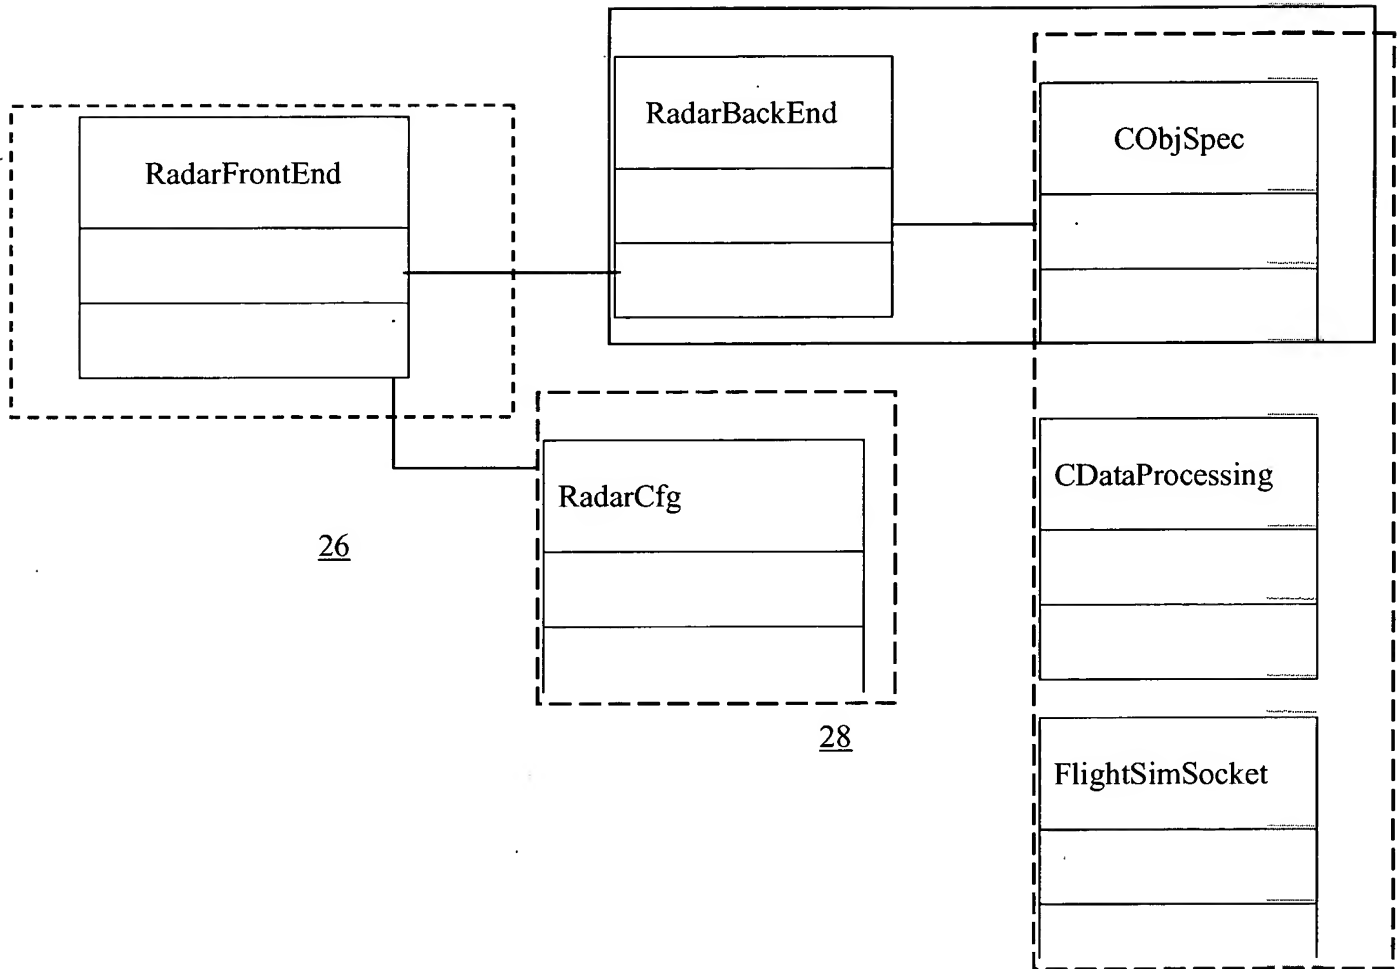 RadarBackEnd
CObjSpec
RadarFrontEnd
RadarCfg
CDataProcessing
26
28
FlightSimSocket